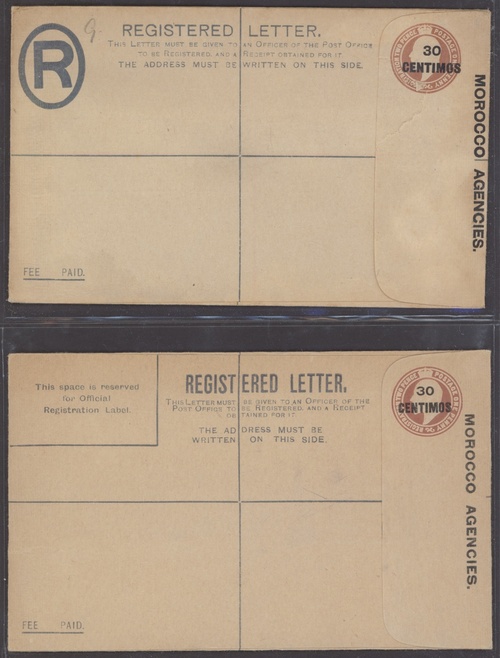 9
REGISTERED LETTER.
THIS LETTER MUST BE GIVEN TO AN OFFICER OF THE POST OFFICE
TO BE REGISTERED, AND A RECEIPT OBTAINED FOR IT.
THE ADDRESS MUST BE WRITTEN ON THIS SIDE.
R
30
CENTIMOS
MOROCCO AGENCIES.
FEE PAID.
This space is reserved
for Official
Registration Label.
REGISTERED LETTER.
THIS LETTER MUST BE GIVEN TO AN OFFICER OF THE
POST OFFICE TO BE REGISTERED, AND A RECEIPT
OBTAINED FOR IT.
THE ADDRESS MUST BE
WRITTEN ON THIS SIDE.
30
CENTIMOS
MOROCCO AGENCIES.
FEE PAID.